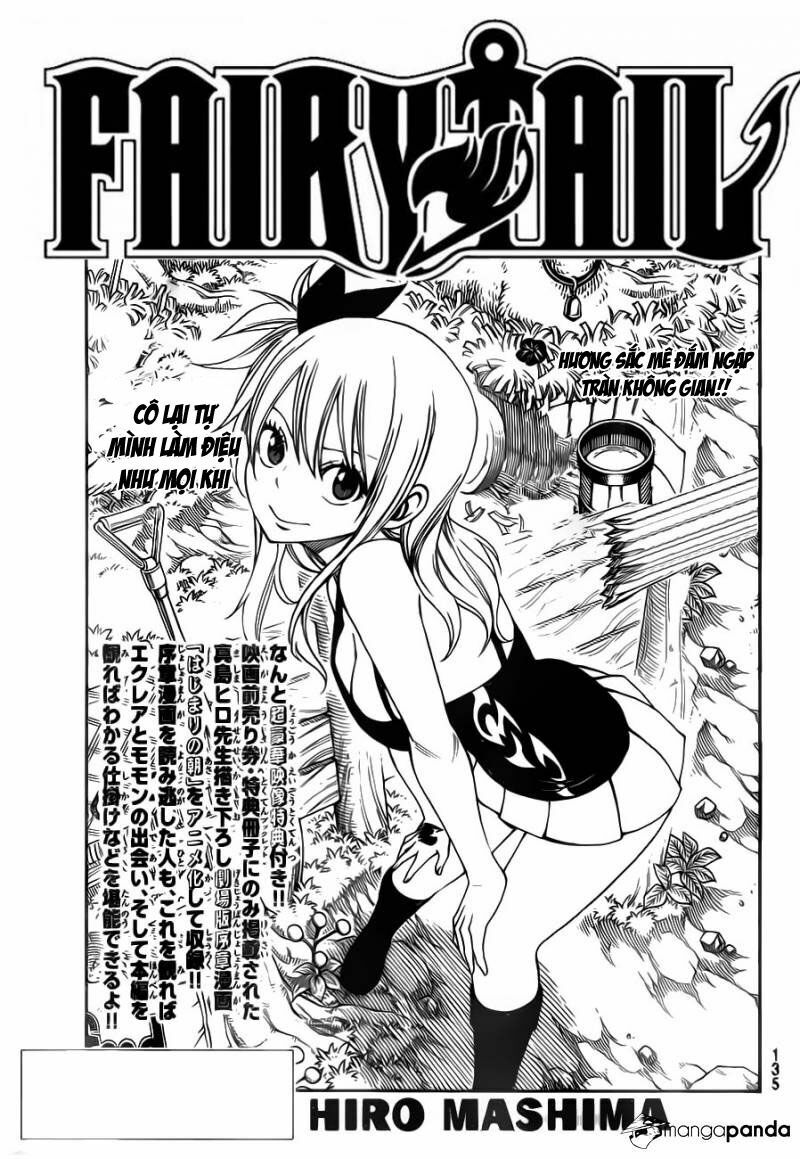 FAIRY TAIL
HƯƠNG SẮC MÊ ĐẮM NGẬP
TRÀN KHÔNG GIAN!!
CÔ LẠI TỰ
MÌNH LÀM ĐIỆU
NHƯ MỌI KHI
なんと超豪華映像特典付き!!
映画前売り券・特典冊子にのみ掲載された
真島ヒロ先生描き下ろし劇場版序章漫画
『はじまりの朝』をアニメ化して収録!!
序章漫画を読み逃した人も、これを観れば
エクレアとモモンの出会い、そして本編を
観ればわかる仕掛けなどを堪能できるよ!!
135
HIRO MASHIMA
mangapanda